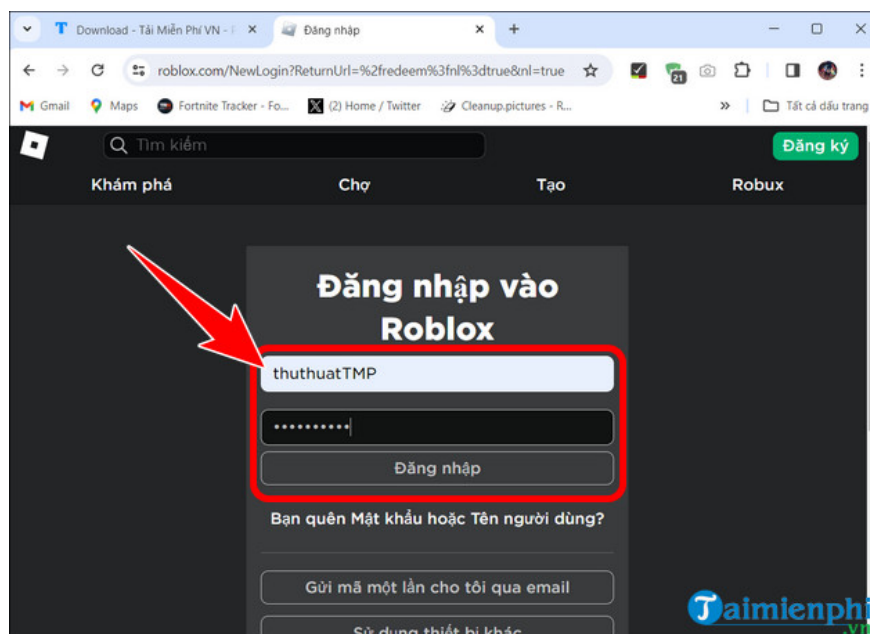 Download - Tải Miễn Phí VN - 
Đăng nhập
roblox.com/NewLogin?ReturnUrl=%2fredeem%3fnl%3dtrue&nl=true
21
Gmail
Maps
Fortnite Tracker - Fo...
(2) Home / Twitter
Cleanup.pictures - R...
»
Tất cả dấu trang
Tìm kiếm
Đăng ký
Khám phá
Chợ
Tạo
Robux
Đăng nhập vào
Roblox
thuthuatTMP
••••••••••
Đăng nhập
Bạn quên Mật khẩu hoặc Tên người dùng?
Gửi mã một lần cho tôi qua email
Sử dụng thiết bị khác
Taimienphi
.vn